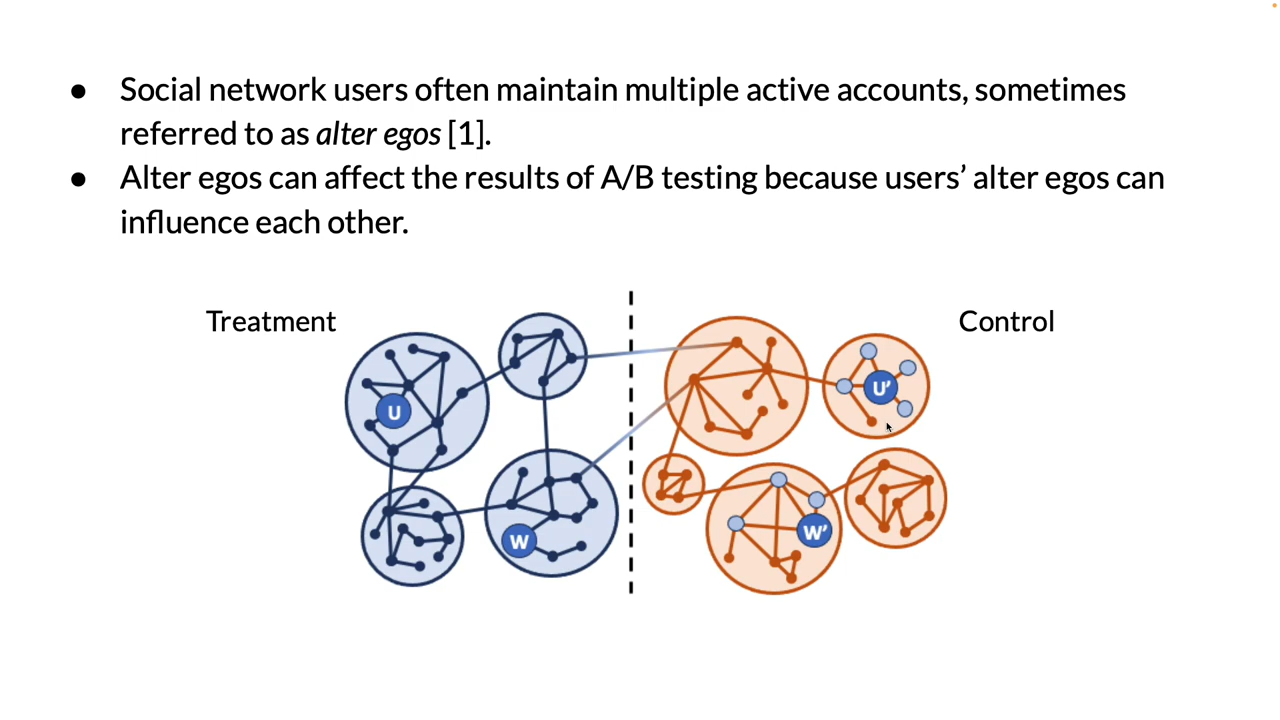 ● Social network users often maintain multiple active accounts, sometimes
referred to as alter egos [1].
● Alter egos can affect the results of A/B testing because users’ alter egos can
influence each other.
Treatment
Control
U
U’
W
W’